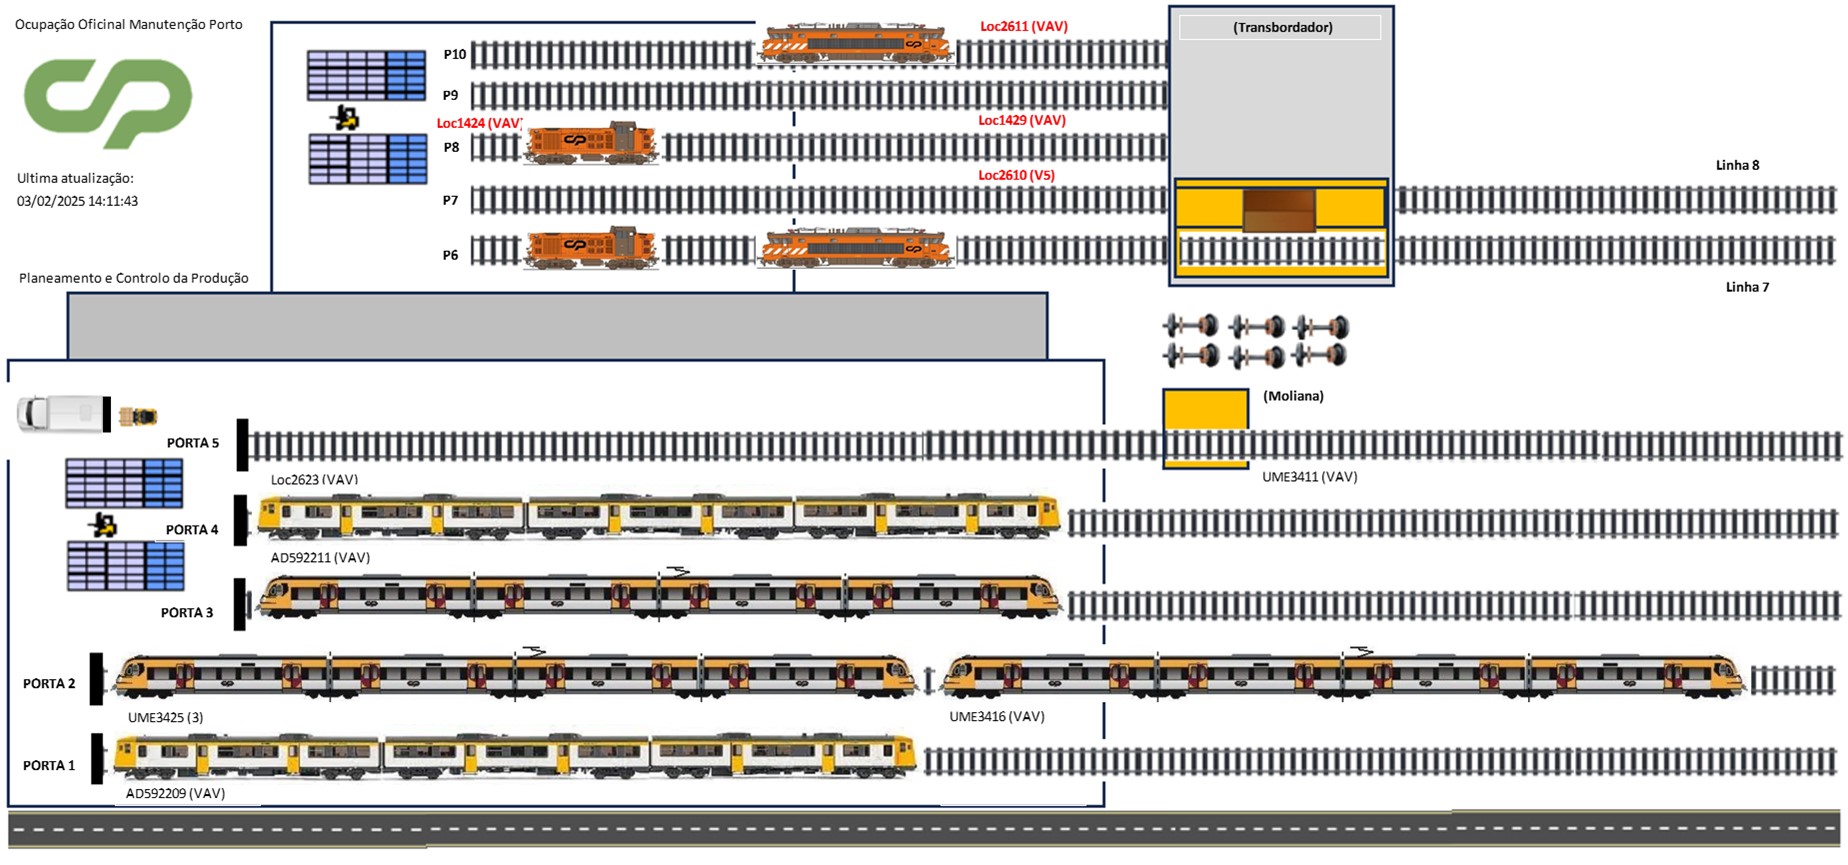 Ocupação Oficinal Manutenção Porto
Ultima atualização:
03/02/2025 14:11:43
Planeamento e Controlo da Produção
Loc2611 (VAV)
(Transbordador)
P10
P9
Loc1424 (VAV)
Loc1429 (VAV)
P8
Loc2610 (V5)
P7
P6
Linha 8
Linha 7
(Moliana)
PORTA 5
Loc2623 (VAV)
UME3411 (VAV)
PORTA 4
AD592211 (VAV)
PORTA 3
PORTA 2
UME3425 (3)
UME3416 (VAV)
PORTA 1
AD592209 (VAV)